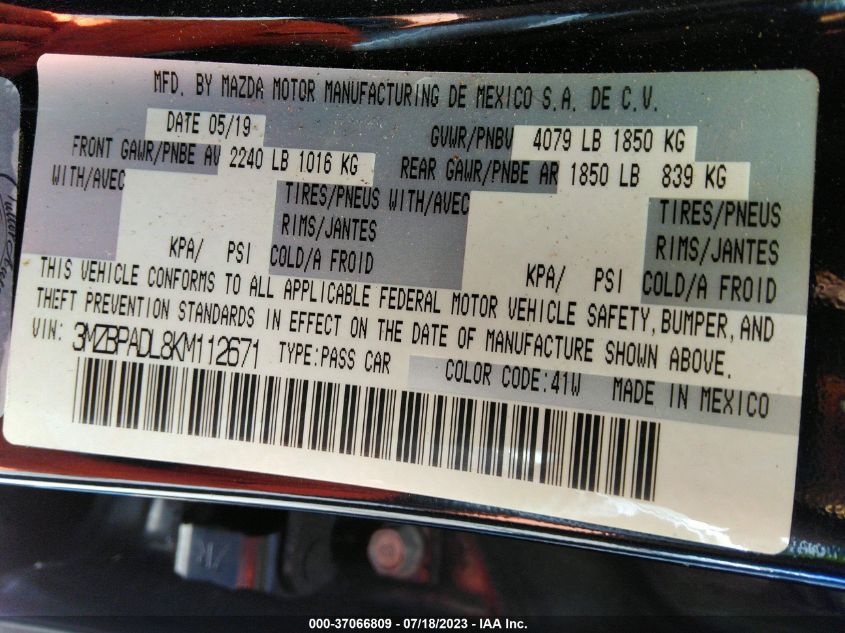 MFD. BY MAZDA MOTOR MANUFACTURING DE MEXICO S.A. DE C.V.
DATE 05/19 GVWR/PNBV 4079 LB 1850 KG
FRONT GAWR/PNBE AV 2240 LB 1016 KG REAR GAWR/PNBE AR 1850 LB 839 KG
WITH/AVEC TIRES/PNEUS WITH/AVEC TIRES/PNEUS
RIMS/JANTES RIMS/JANTES
KPA/ PSI COLD/A FROID KPA/ PSI COLD/A FROID
THIS VEHICLE CONFORMS TO ALL APPLICABLE FEDERAL MOTOR VEHICLE SAFETY, BUMPER, AND
THEFT PREVENTION STANDARDS IN EFFECT ON THE DATE OF MANUFACTURE SHOWN ABOVE.
VIN: 3MZBPADL8KM112671 TYPE:PASS CAR COLOR CODE:41W MADE IN MEXICO
000-37066809 / 07/18/2023 - IAA Inc.